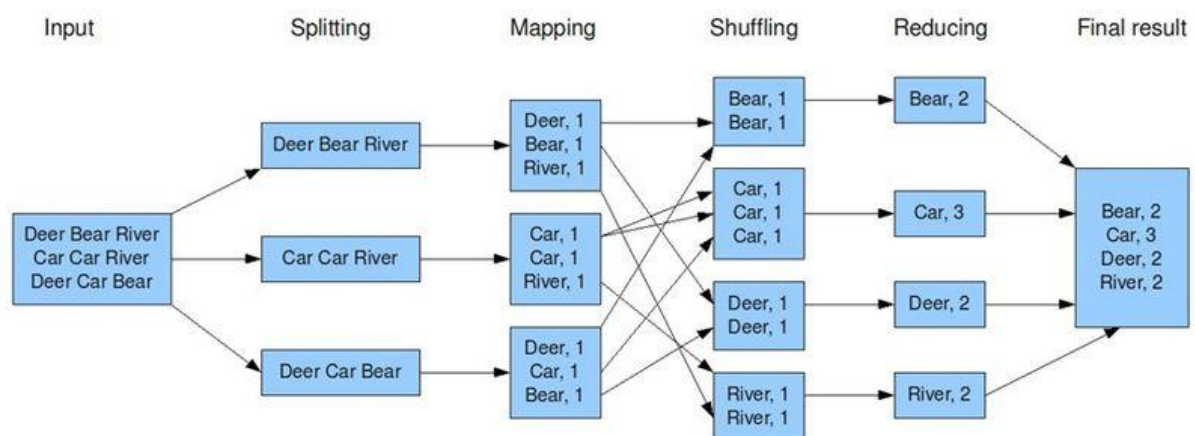 Input
Splitting
Mapping
Shuffling
Reducing
Final result
Deer Bear River
Car Car River
Deer Car Bear
Deer Bear River
Car Car River
Deer Car Bear
Deer, 1
Bear, 1
River, 1
Car, 1
Car, 1
River, 1
Deer, 1
Car, 1
Bear, 1
Bear, 1
Bear, 1
Car, 1
Car, 1
Car, 1
Deer, 1
Deer, 1
River, 1
River, 1
Bear, 2
Car, 3
Deer, 2
River, 2
Bear, 2
Car, 3
Deer, 2
River, 2